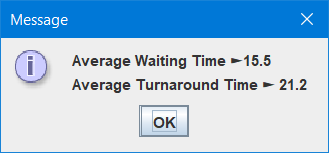 Message
Average Waiting Time ►15.5
Average Turnaround Time ► 21.2
OK